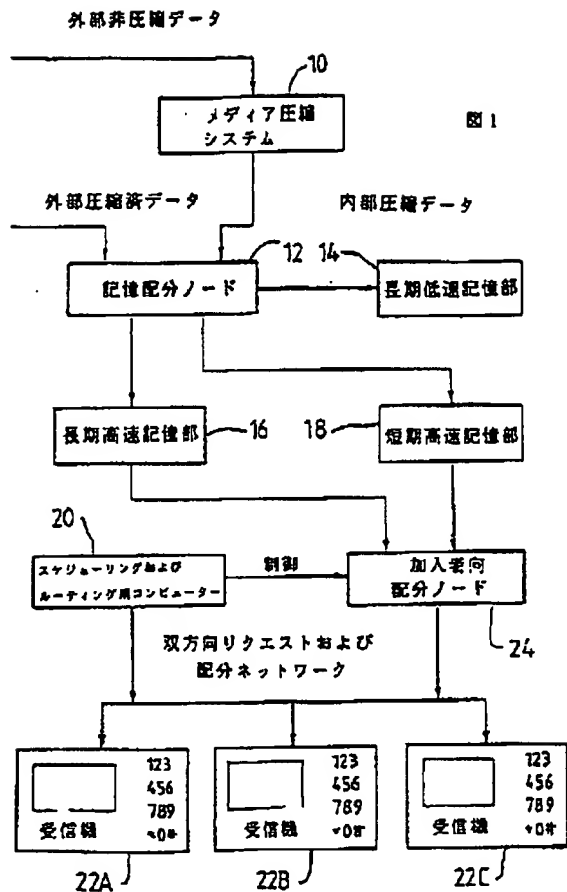 外部非圧縮データ
10
メディア圧縮
システム
図1
外部圧縮済データ
内部圧縮データ
12
14
記憶配分ノード
長期低速記憶部
長期高速記憶部
16
18
短期高速記憶部
20
スケジューリングおよび
ルーティング用コンピューター
制御
加入者向
配分ノード
24
双方向リクエストおよび
配分ネットワーク
123
456
789
*0#
受信機
123
456
789
*0#
受信機
123
456
789
*0#
受信機
22A
22B
22C